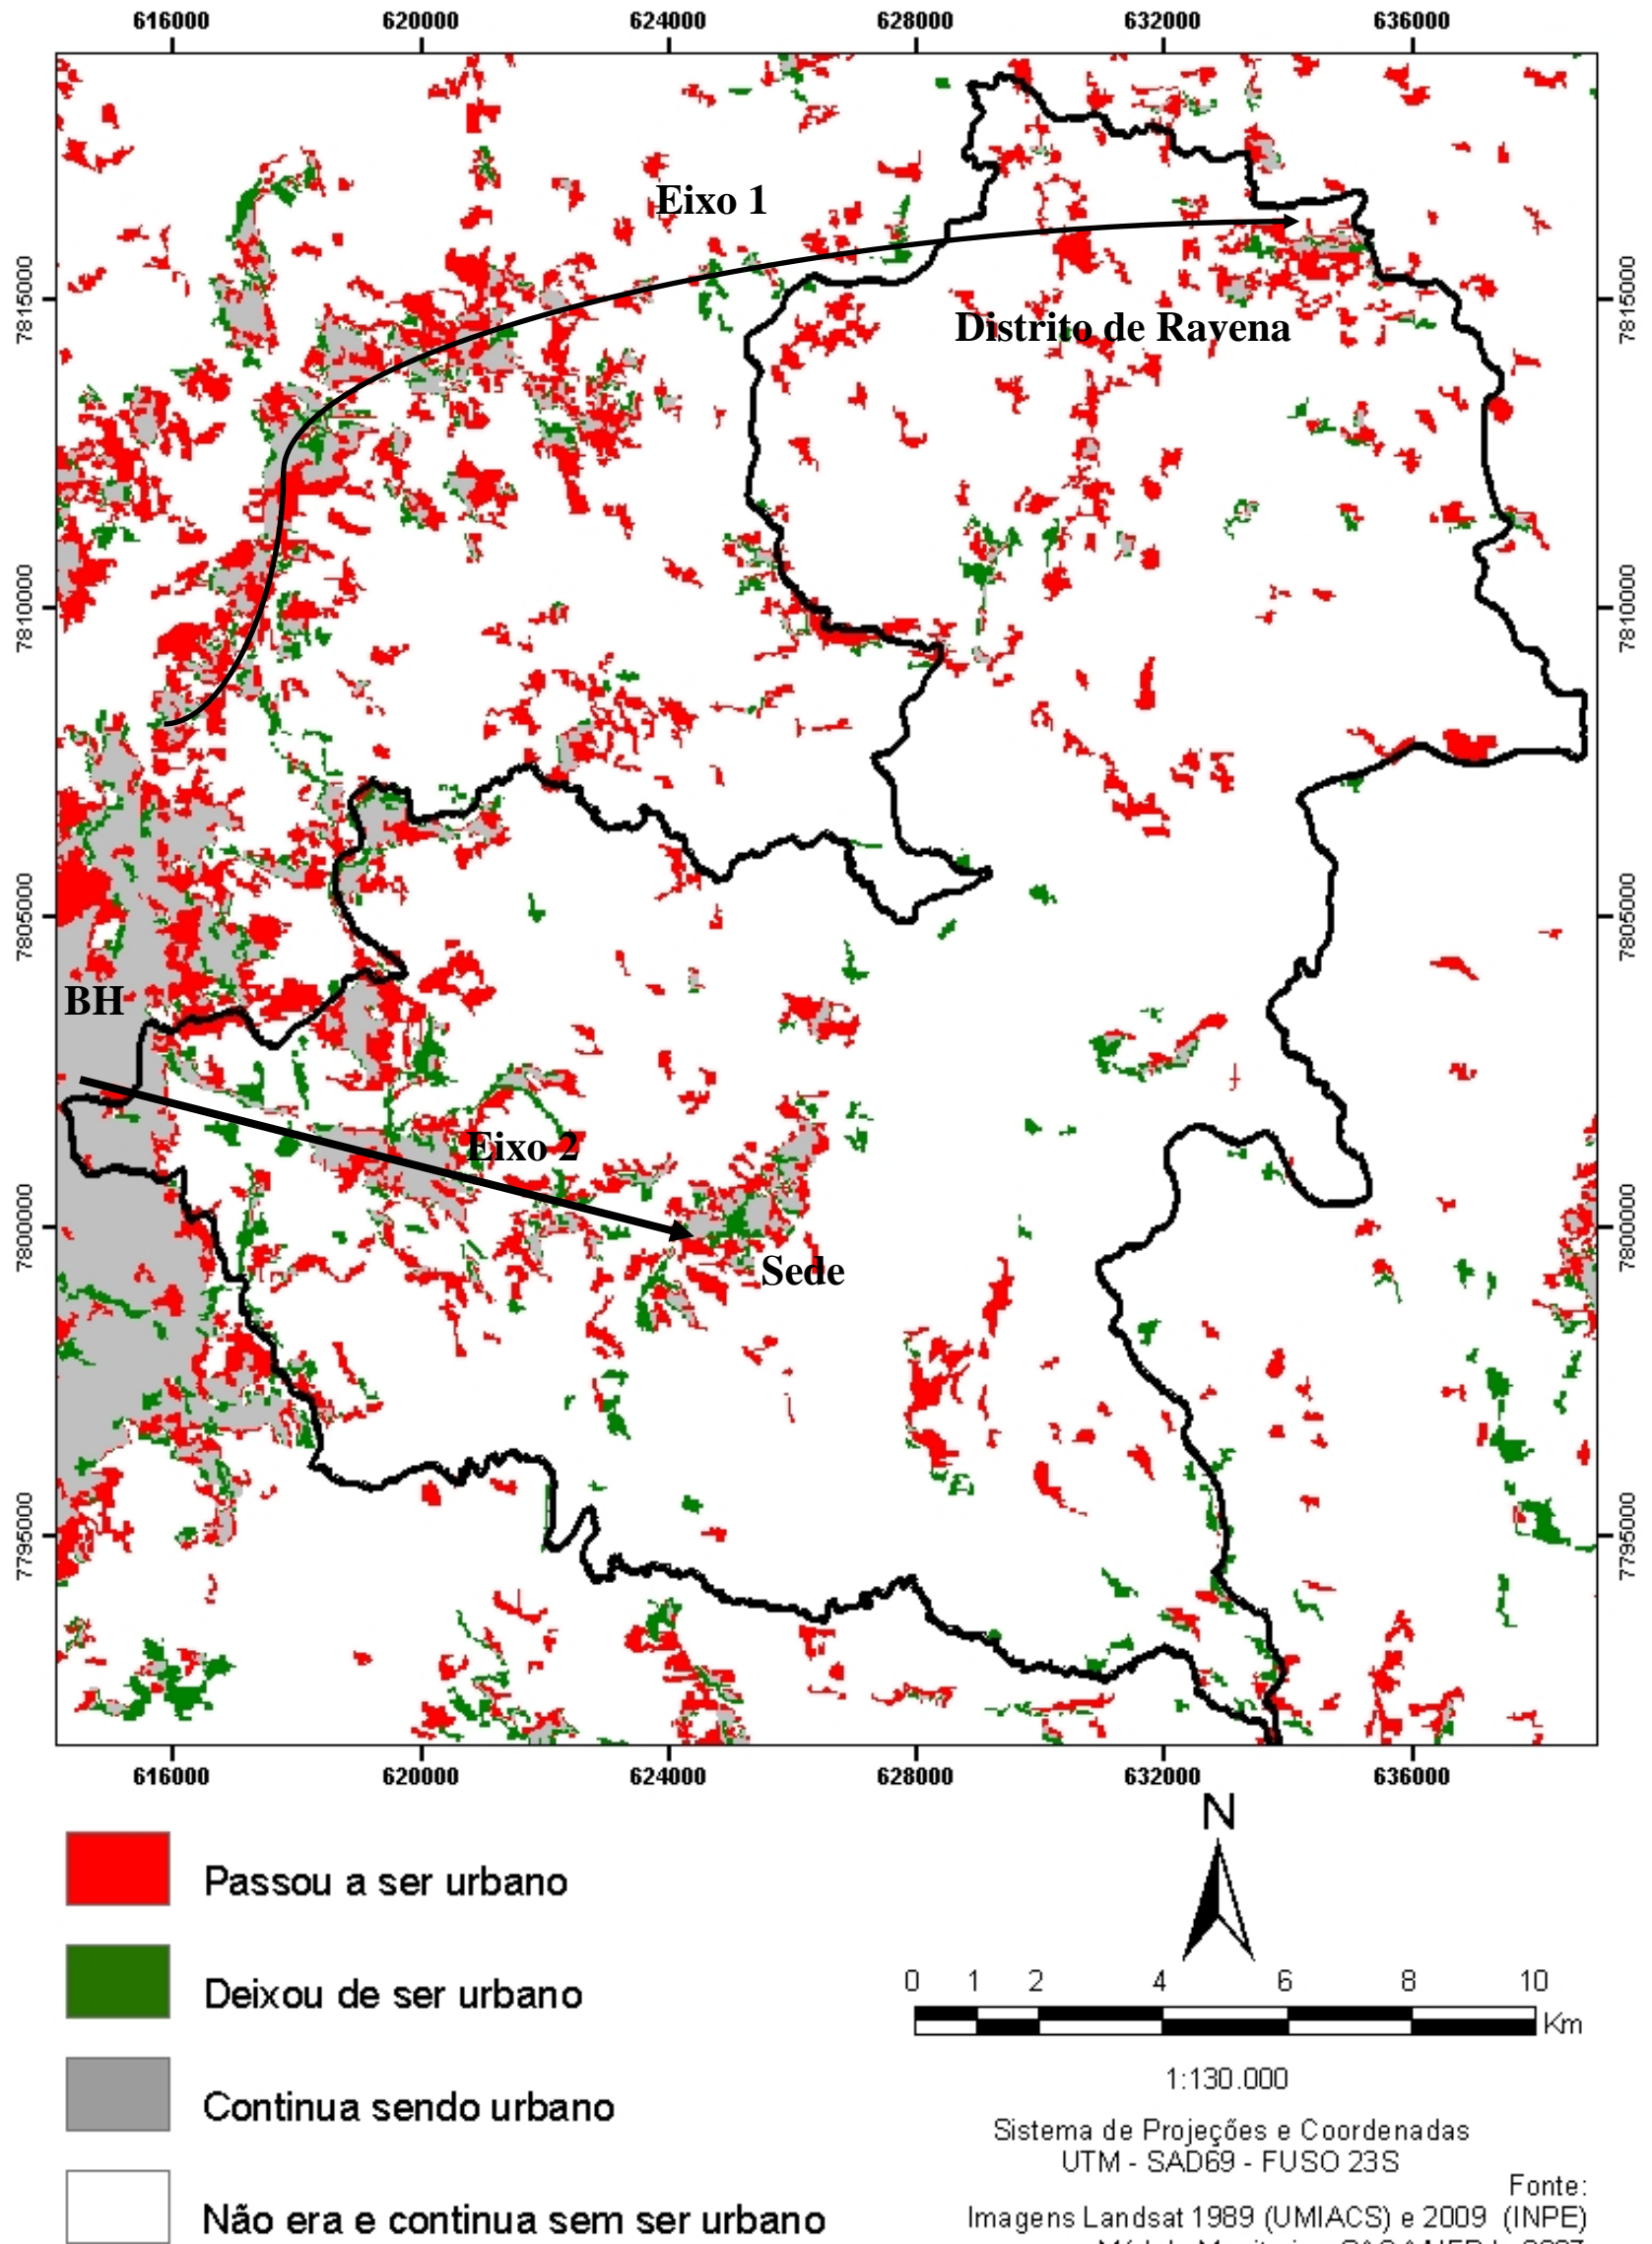 616000 620000 624000 628000 632000 636000
7815000
7815000
7810000
7810000
7805000
7805000
7800000
7800000
7795000
7795000
Eixo 1
Distrito de Ravena
BH
Eixo 2
Sede
616000 620000 624000 628000 632000 636000
N
Passou a ser urbano
Deixou de ser urbano
Continua sendo urbano
Não era e continua sem ser urbano
0 1 2 4 6 8 10
Km
1:130.000
Sistema de Projeções e Coordenadas
UTM - SAD69 - FUSO 23S
Fonte:
Imagens Landsat 1989 (UMIACS) e 2009 (INPE)